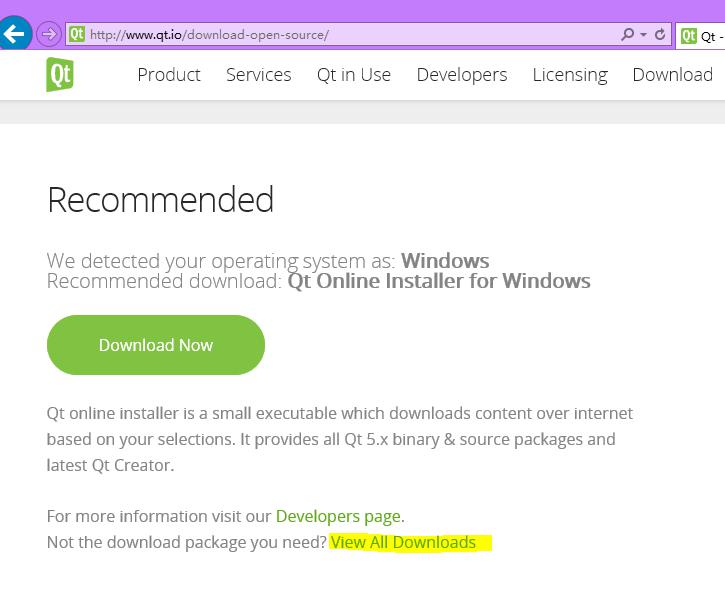 Qt http://www.qt.io/download-open-source/ Qt Qt -
Qt Product Services Qt in Use Developers Licensing Download
Recommended
We detected your operating system as: Windows
Recommended download: Qt Online Installer for Windows
Download Now
Qt online installer is a small executable which downloads content over internet
based on your selections. It provides all Qt 5.x binary & source packages and
latest Qt Creator.
For more information visit our Developers page.
Not the download package you need? View All Downloads